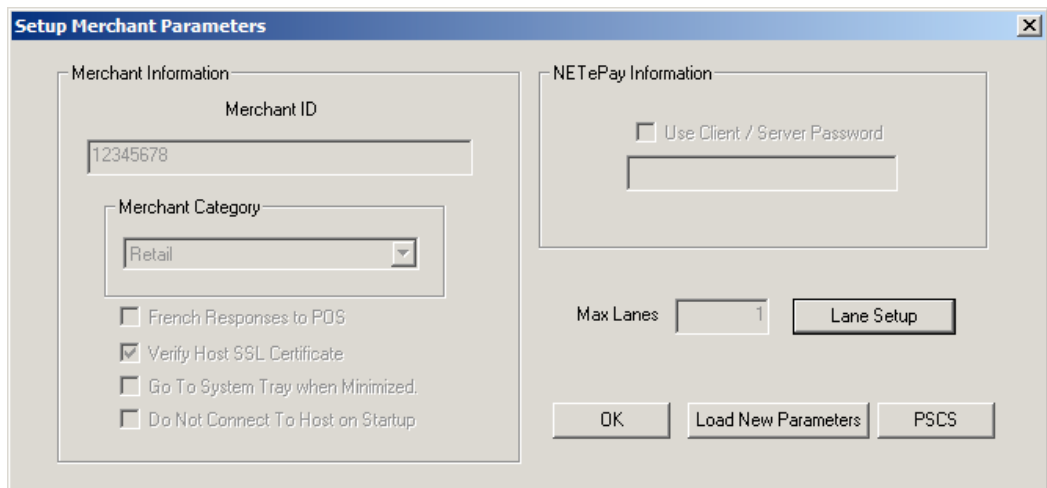 Setup Merchant Parameters
Merchant Information
Merchant ID
12345678
Merchant Category
Retail
French Responses to POS
Verify Host SSL Certificate
Go To System Tray when Minimized.
Do Not Connect To Host on Startup
NETePay Information
Use Client / Server Password
Max Lanes 1 Lane Setup
OK Load New Parameters PSCS